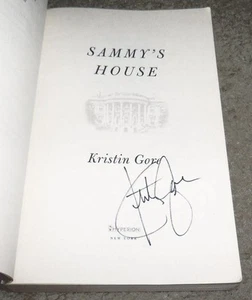 SAMMY'S
HOUSE
Kristin Gore
HYPERION
NEW YORK